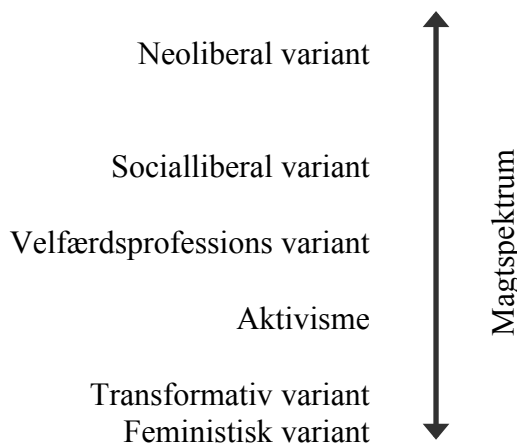 Neoliberal variant
Socialliberal variant
Velfærdsprofessions variant
Aktivisme
Transformativ variant
Feministisk variant
Magtspektrum